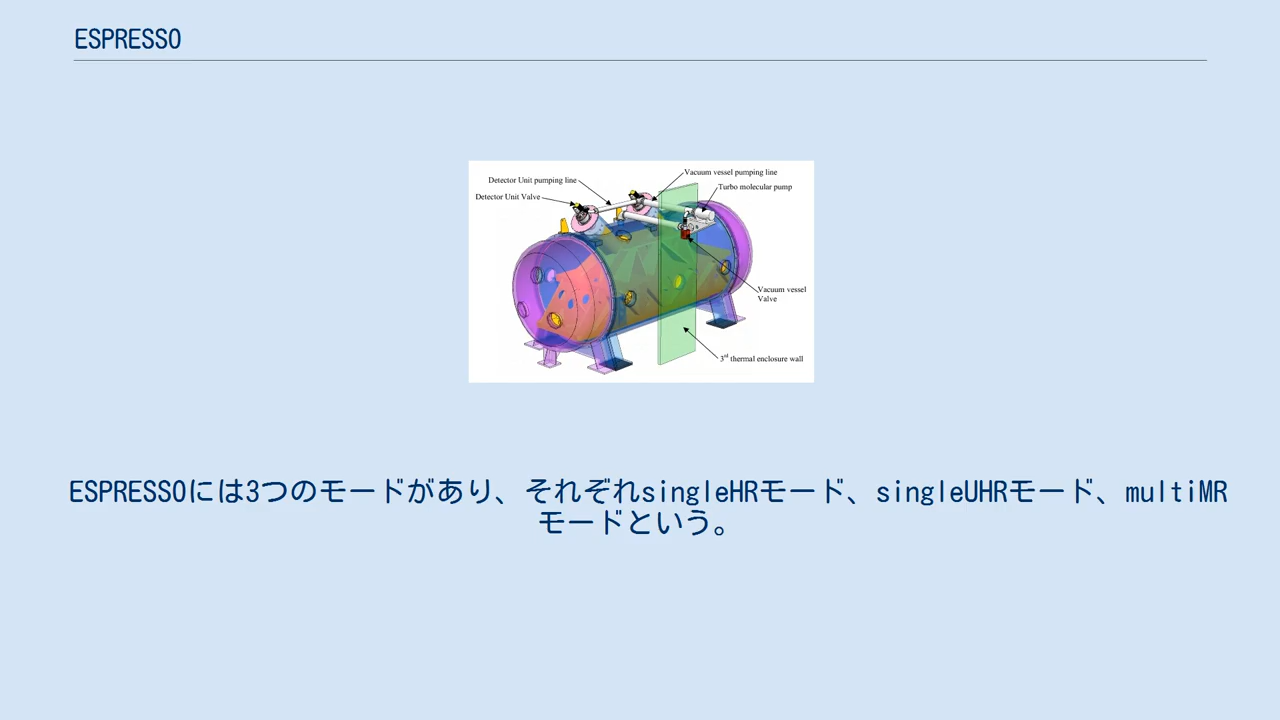 ESPRESSO
Detector Unit pumping line
Vacuum vessel pumping line
Turbo molecular pump
Detector Unit Valve
Vacuum vessel
Valve
3rd thermal enclosure wall
ESPRESSOには3つのモードがあり、それぞれsingleHRモード、singleUHRモード、multiMR
モードという。